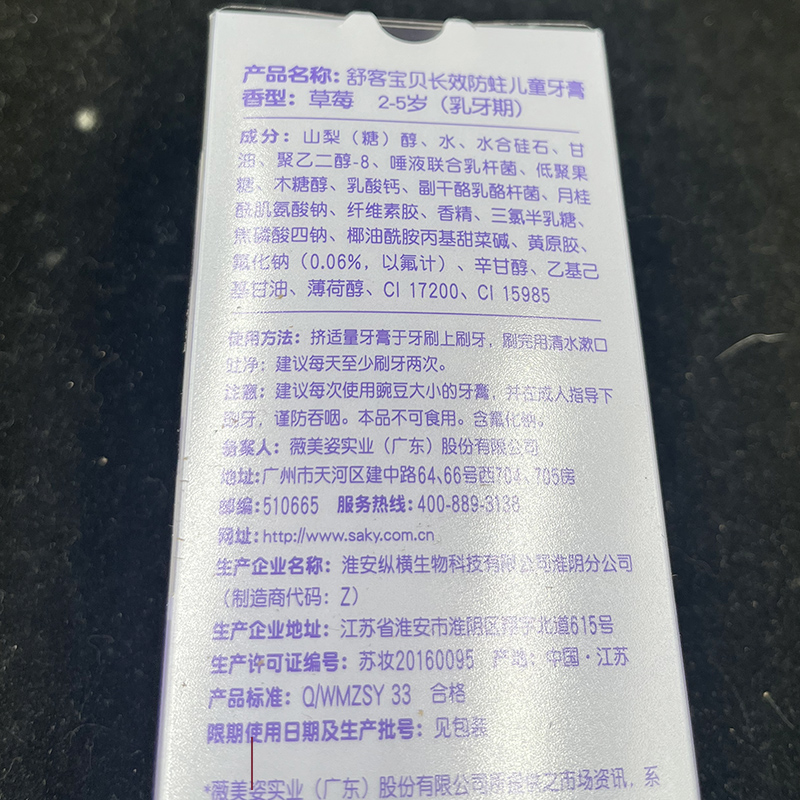 产品名称：舒客宝贝长效防蛀儿童牙膏
香型：草莓 2-5岁（乳牙期）
成分：山梨（糖）醇、水、水合硅石、甘
油、聚乙二醇-8、唾液联合乳杆菌、低聚果
糖、木糖醇、乳酸钙、副干酪乳酪杆菌、月桂
酰肌氨酸钠、纤维素胶、香精、三氯半乳糖、
焦磷酸四钠、椰油酰胺丙基甜菜碱、黄原胶、
氟化钠（0.06%，以氟计）、辛甘醇、乙基己
基甘油、薄荷醇、CI 17200、CI 15985
使用方法：挤适量牙膏于牙刷上刷牙，刷完用清水漱口
吐净；建议每天至少刷牙两次。
注意：建议每次使用豌豆大小的牙膏，并在成人指导下
刷牙，谨防吞咽。本品不可食用。含氟化钠。
备案人：薇美姿实业（广东）股份有限公司
地址：广州市天河区建中路64、66号西704、705房
邮编：510665 服务热线：400-889-3138
网址：http://www.saky.com.cn
生产企业名称：淮安纵横生物科技有限公司淮阴分公司
（制造商代码：Z）
生产企业地址：江苏省淮安市淮阴区 北道615号
生产许可证编号：苏妆20160095 产地：中国·江苏
产品标准：Q/WMZSY 33 合格
限期使用日期及生产批号：见包装
*薇美姿实业（广东）股份有限公司所提供之市场资讯，系